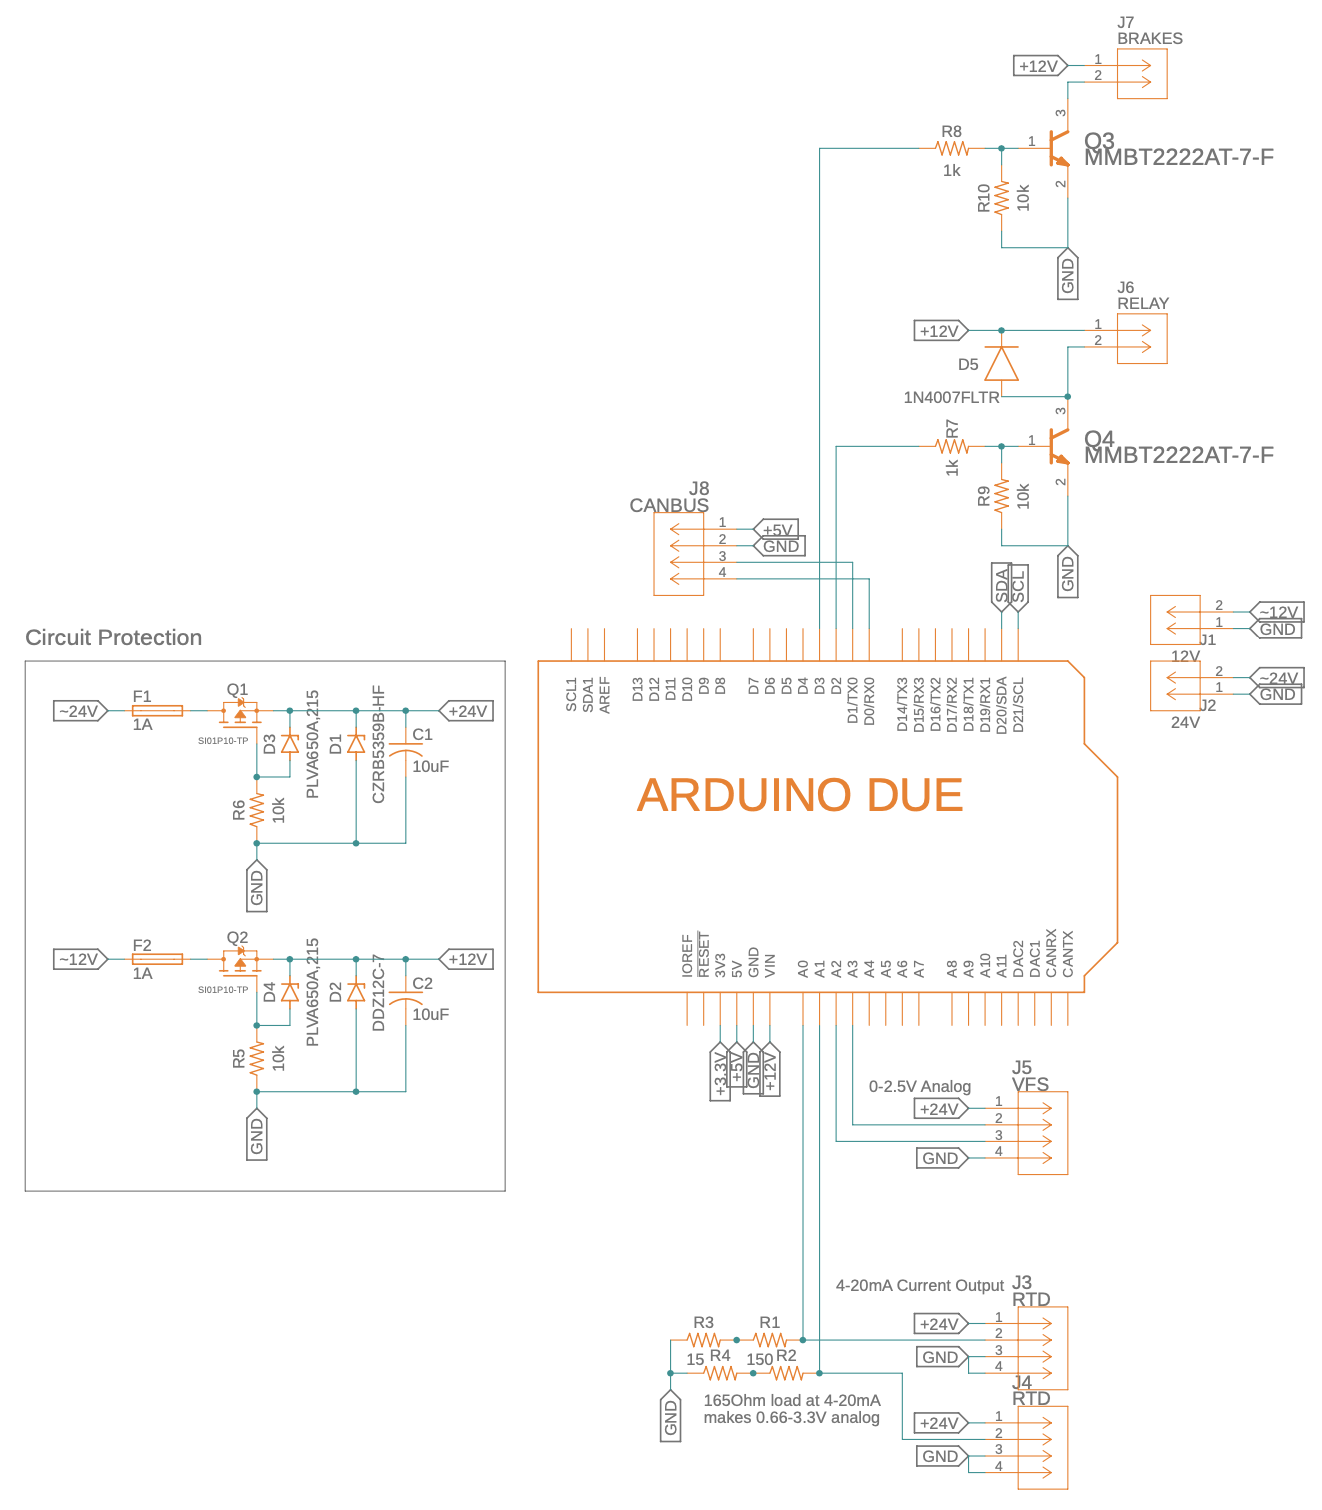 J7
BRAKES
+12V
1
2
3
R8
1k
1
Q3
MMBT2222AT-7-F
R10
10k
2
GND
J6
RELAY
+12V
1
2
D5
1N4007FLTR
3
R7
1k
1
Q4
MMBT2222AT-7-F
R9
10k
2
GND
J8
CANBUS
1
2
3
4
+5V
GND
SDA
SCL
2
1
~12V
GND
J1
12V
2
1
~24V
GND
J2
24V
Circuit Protection
~24V
F1
1A
Q1
SI01P10-TP
D3
PLVA650A,215
D1
CZRB5359B-HF
C1
10uF
+24V
R6
10k
GND
~12V
F2
1A
Q2
SI01P10-TP
D4
PLVA650A,215
D2
DDZ12C-7
C2
10uF
+12V
R5
10k
GND
SCL1
SDA1
AREF
D13
D12
D11
D10
D9
D8
D7
D6
D5
D4
D3
D2
D1/TX0
D0/RX0
D14/TX3
D15/RX3
D16/TX2
D17/RX2
D18/TX1
D19/RX1
D20/SDA
D21/SCL
ARDUINO DUE
IOREF
RESET
3V3
5V
GND
VIN
A0
A1
A2
A3
A4
A5
A6
A7
A8
A9
A10
A11
DAC2
DAC1
CANRX
CANTX
+3.3V
+5V
GND
+12V
0-2.5V Analog
J5
VFS
+24V
GND
1
2
3
4
4-20mA Current Output
J3
RTD
+24V
GND
1
2
3
4
R3
R1
15
R4
150
R2
GND
165Ohm load at 4-20mA
makes 0.66-3.3V analog
J4
RTD
+24V
GND
1
2
3
4